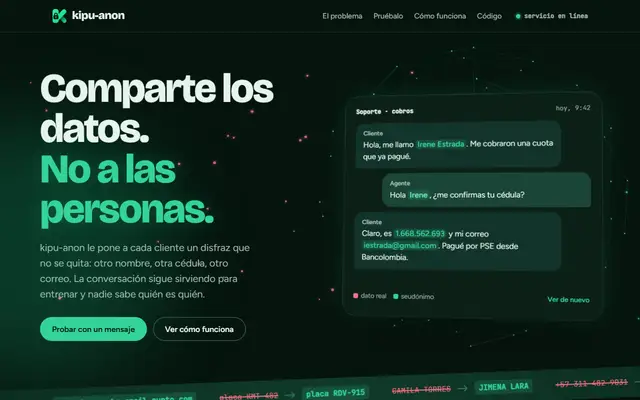 kipu-anon
El problema
Pruébalo
Cómo funciona
Código
servicio en línea
Comparte los
datos.
No a las
personas.
kipu-anon le pone a cada cliente un disfraz que
no se quita: otro nombre, otra cédula, otro
correo. La conversación sigue sirviendo para
entrenar y nadie sabe quién es quién.
Probar con un mensaje
Ver cómo funciona
Soporte · cobros
hoy, 9:42
Cliente
Hola, me llamo Irene Estrada. Me cobraron una cuota
que ya pagué.
Agente
Hola Irene, ¿me confirmas tu cédula?
Cliente
Claro, es 1.668.562.693 y mi correo
iestrada@gmail.com. Pagué por PSE desde
Bancolombia.
dato real
seudónimo
Ver de nuevo
placa RDV-915
CAMILA TORRES → JIMENA LARA
+57 311 482 9031